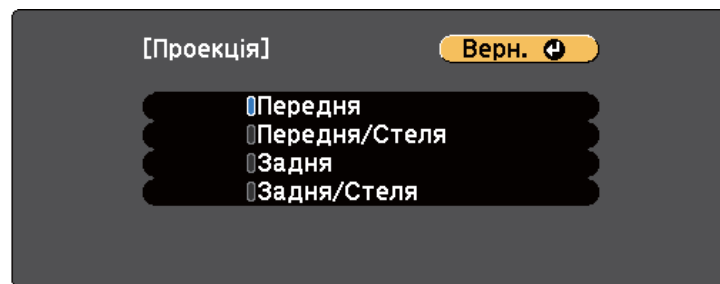 [Проекція] Верн.
Передня
Передня/Стеля
Задня
Задня/Стеля